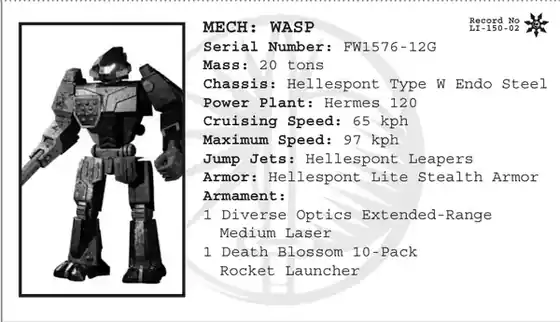 MECH: WASP
Record No
LI-150-02
Serial Number: FW1576-12G
Mass: 20 tons
Chassis: Hellespont Type W Endo Steel
Power Plant: Hermes 120
Cruising Speed: 65 kph
Maximum Speed: 97 kph
Jump Jets: Hellespont Leapers
Armor: Hellespont Lite Stealth Armor
Armament:
1 Diverse Optics Extended-Range
Medium Laser
1 Death Blossom 10-Pack
Rocket Launcher